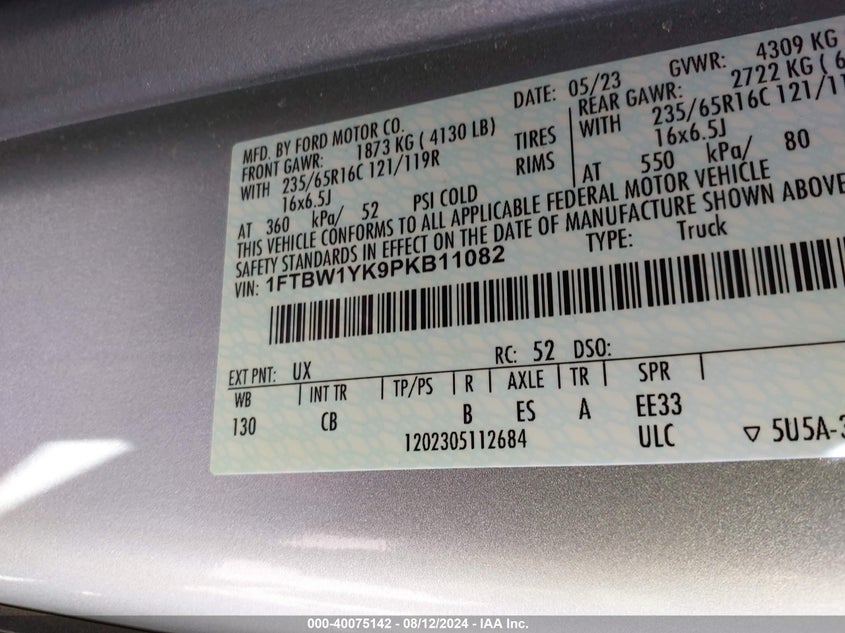 MFD. BY FORD MOTOR CO. DATE: 05/23 GVWR: 4309 KG
FRONT GAWR: 1873 KG ( 4130 LB) REAR GAWR: 2722 KG ( 6
WITH 235/65R16C 121/119R TIRES WITH 235/65R16C 121/11
16x6.5J RIMS 16x6.5J
AT 360 kPa/ 52 PSI COLD AT 550 kPa/ 80
THIS VEHICLE CONFORMS TO ALL APPLICABLE FEDERAL MOTOR VEHICLE
SAFETY STANDARDS IN EFFECT ON THE DATE OF MANUFACTURE SHOWN ABOVE
VIN: 1FTBW1YK9PKB11082 TYPE: Truck
EXT PNT: UX RC: 52 DSO:
WB INT TR TP/PS R AXLE TR SPR
130 CB B ES A EE33
1202305112684 ULC ▽ 5U5A-3
000-40075142 - 08/12/2024 - IAA Inc.